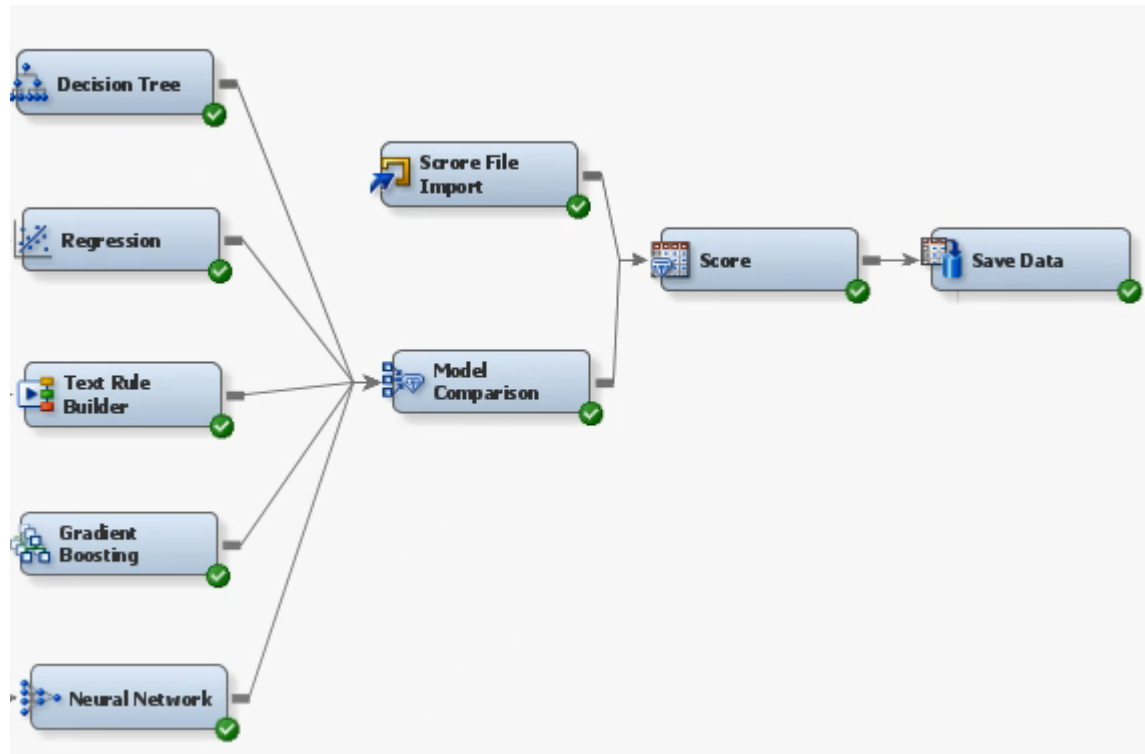 Decision Tree
Scrore File
Import
Regression
Score
Save Data
Text Rule
Builder
Model
Comparison
Gradient
Boosting
Neural Network